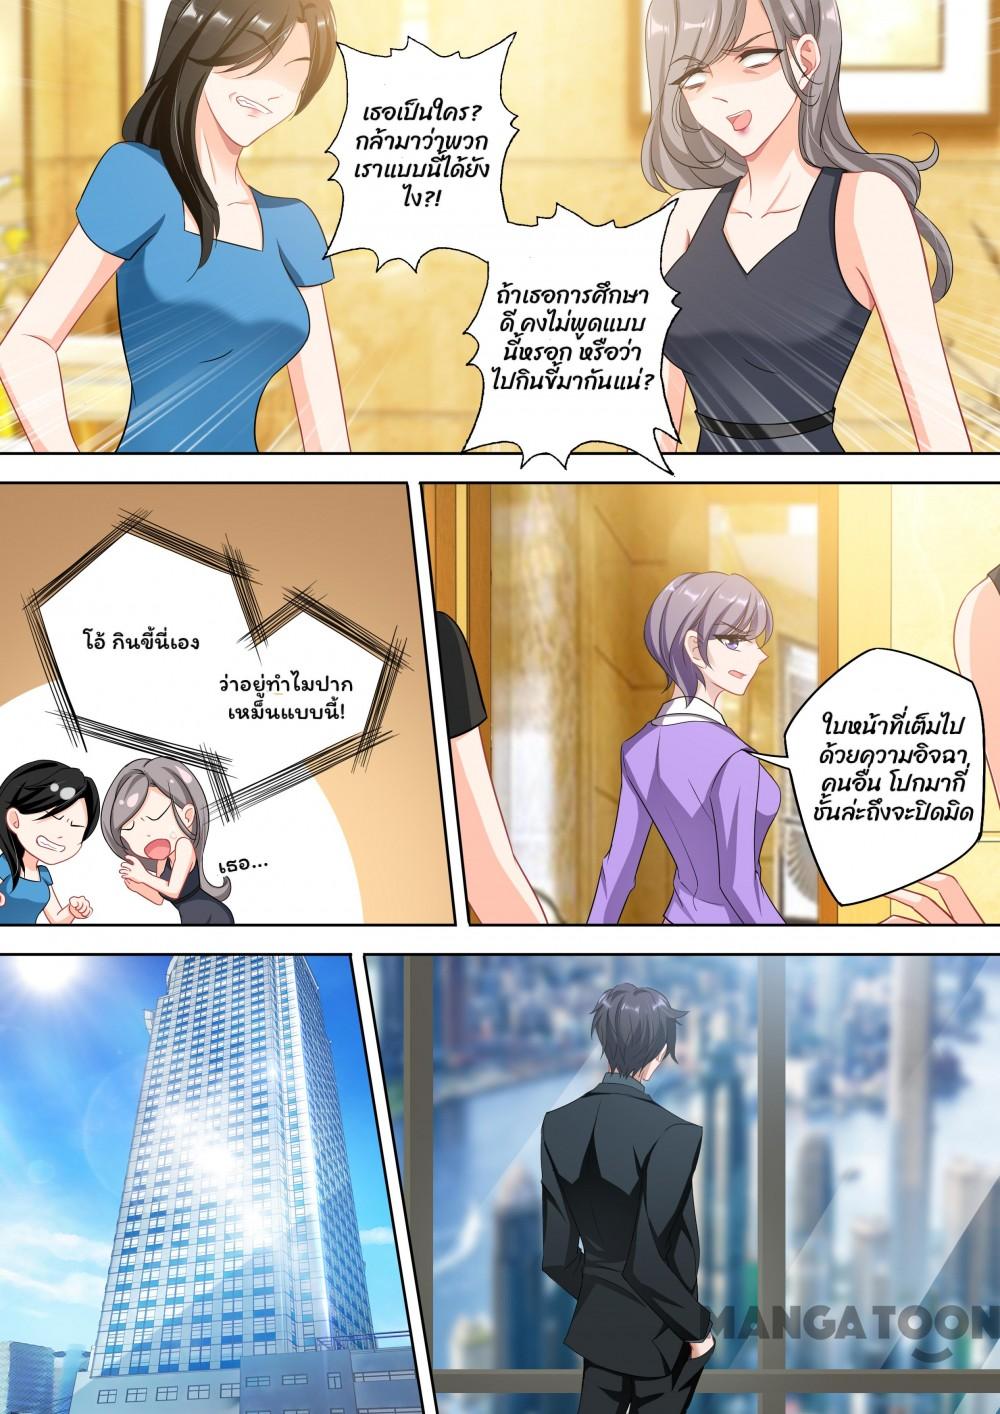 เธอเป็นใคร?
กล้ามาว่าพวก
เราแบบนี้ได้ยัง
ไง?!
ถ้าเธอการศึกษา
ดี คงไม่พูดแบบ
นี้หรอก หรือว่า
ไปกินขี้มากันแน่?
โอ้ กินขี้นี่เอง
ว่าอยู่ทำไมปาก
เหม็นแบบนี้!
เธอ...
ใบหน้าที่เต็มไป
ด้วยความอิจฉา
คนอื่น โปกมากี่
ชั้นล่ะถึงจะปิดมิด
MANGATOON